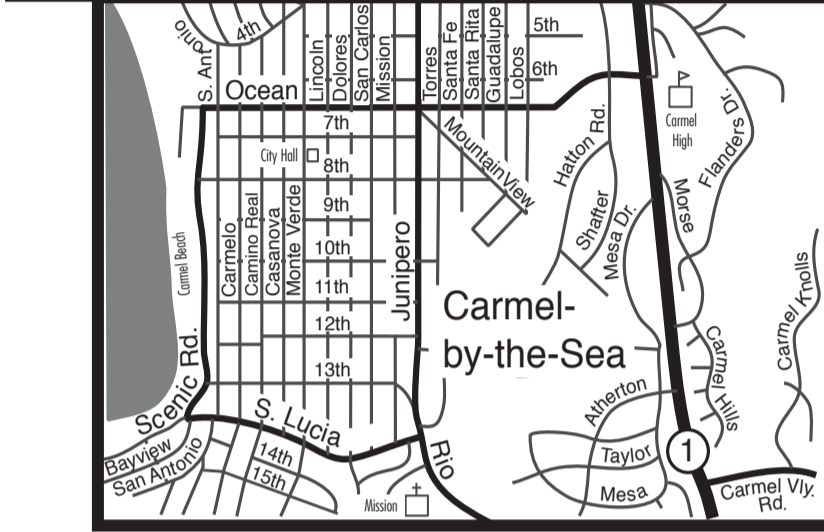 S. Antonio
4th
Lincoln
Dolores
San Carlos
Mission
Torres
Santa Fe
Santa Rita
Guadalupe
Lobos
5th
6th
Ocean
7th
City Hall
8th
MountainView
Hatton Rd.
Carmel
High
Flanders Dr.
9th
Carmelo
Camino Real
Casanova
Monte Verde
10th
11th
12th
13th
Junipero
Shafter
Mesa Dr.
Morse
Carmel Beach
Carmel-
by-the-Sea
Carmel Knolls
Carmel Hills
Scenic Rd.
S. Lucia
Atherton
Taylor
Mesa
1
Rio
Bayview
San Antonio
14th
15th
Mission
Carmel Vly.
Rd.